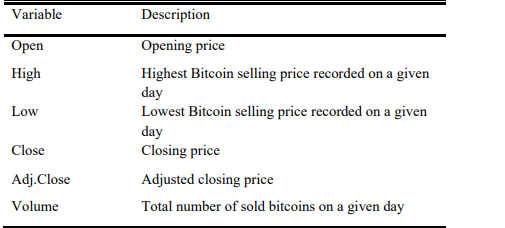 Variable Description
Open Opening price
High Highest Bitcoin selling price recorded on a given
day
Low Lowest Bitcoin selling price recorded on a given
day
Close Closing price
Adj.Close Adjusted closing price
Volume Total number of sold bitcoins on a given day